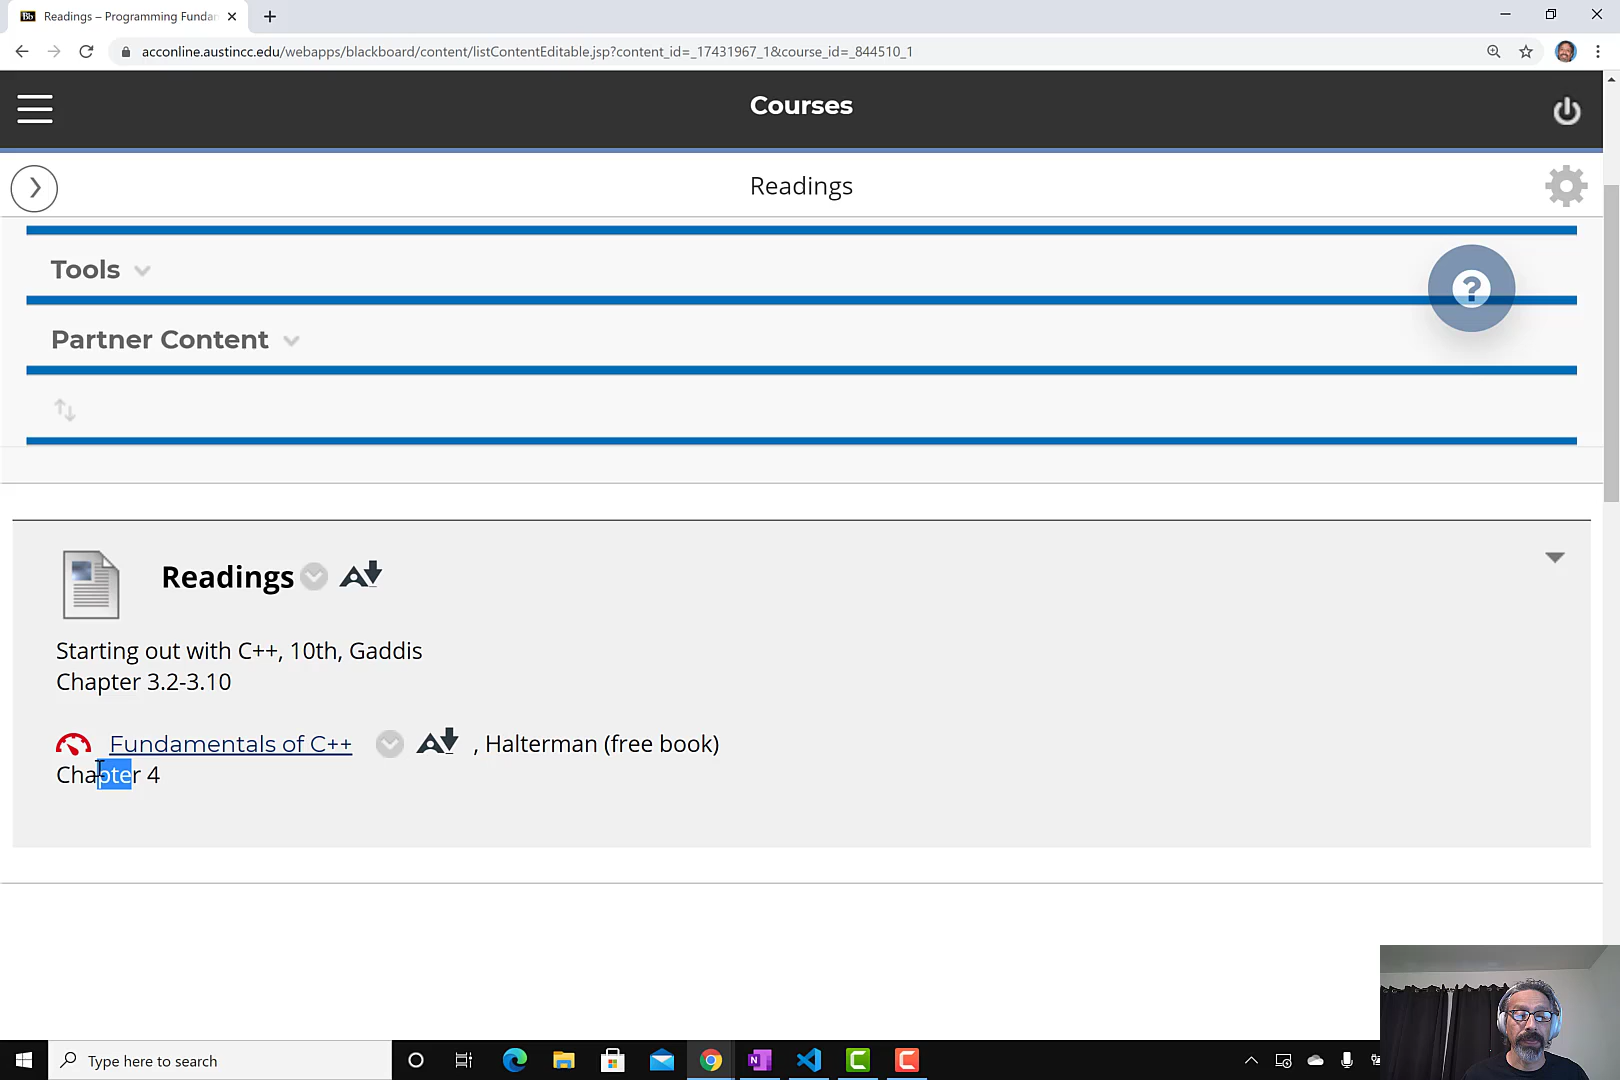 Readings – Programming Fundam
acconline.austincc.edu/webapps/blackboard/content/listContentEditable.jsp?content_id=_17431967_1&course_id=_844510_1
Courses
Readings
Tools
Partner Content
Readings
Starting out with C++, 10th, Gaddis
Chapter 3.2-3.10
Fundamentals of C++ , Halterman (free book)
Chapter 4
Type here to search